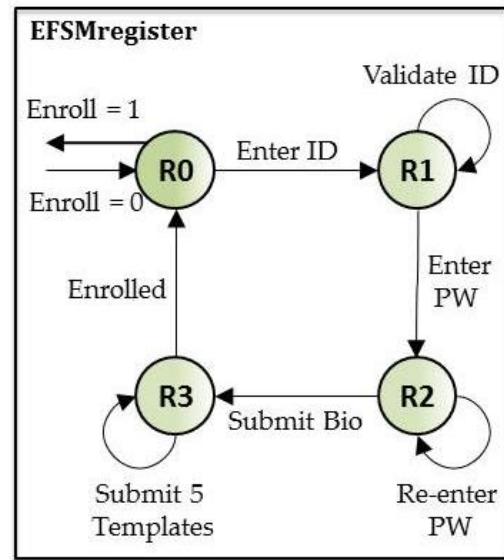 EFSMregister
Validate ID
Enroll = 1
Enter ID
R0
R1
Enroll = 0
Enter
PW
Enrolled
R3
R2
Submit Bio
Submit 5
Templates
Re-enter
PW